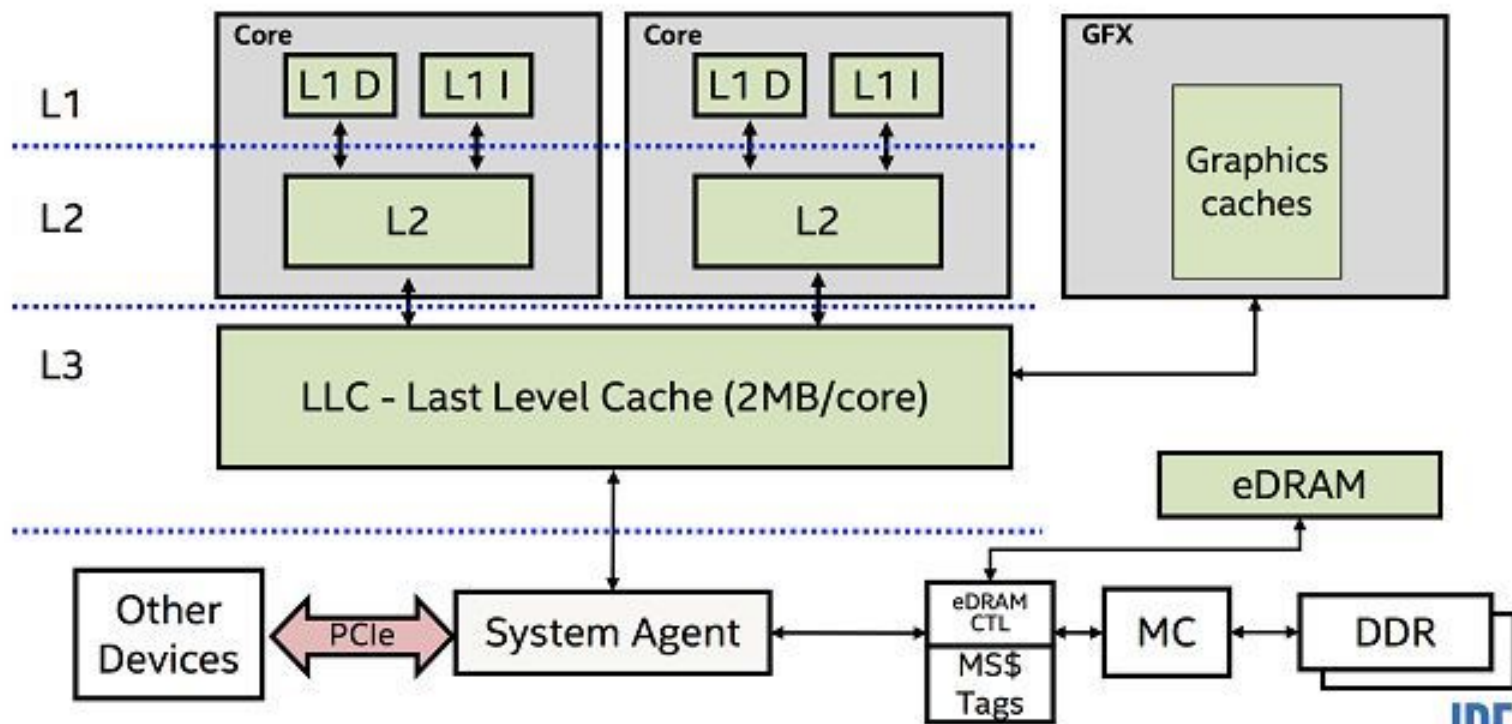 Core
Core
GFX
L1
L1 D
L1 I
L1 D
L1 I
Graphics
caches
L2
L2
L2
L3
LLC - Last Level Cache (2MB/core)
eDRAM
Other
Devices
PCIe
System Agent
eDRAM
CTL
MS$
Tags
MC
DDR